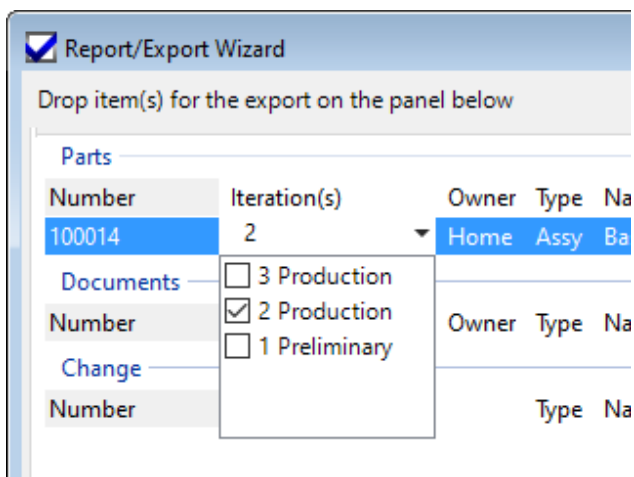 Report/Export Wizard
Drop item(s) for the export on the panel below
Parts
Number Iteration(s) Owner Type
100014 2 Home Assy
3 Production
Documents
2 Production
Number Owner Type
1 Preliminary
Change
Number Type